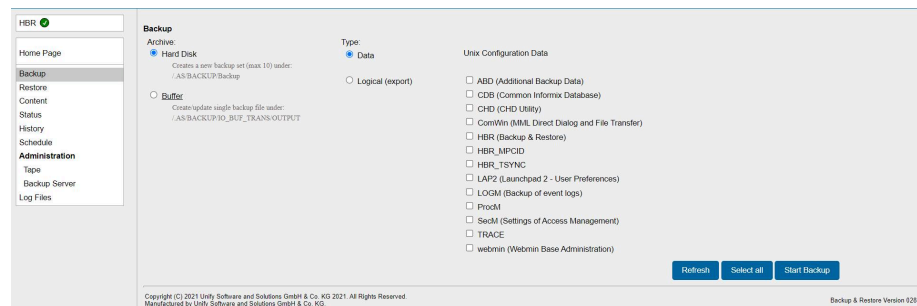 HBR
Home Page
Backup
Restore
Content
Status
History
Schedule
Administration
Tape
Backup Server
Log Files
Backup
Archive:
Hard Disk
Creates a new backup set (max 10) under:
/.AS/BACKUP/Backup
Buffer
Create/update single backup file under:
/.AS/BACKUP/IO_BUF_TRANS/OUTPUT
Type:
Data
Logical (export)
Unix Configuration Data
ABD (Additional Backup Data)
CDB (Common Informix Database)
CHD (CHD Utility)
ComWin (MML Direct Dialog and File Transfer)
HBR (Backup & Restore)
HBR_MPCID
HBR_TSYNC
LAP2 (Launchpad 2 - User Preferences)
LOGM (Backup of event logs)
ProcM
SecM (Settings of Access Management)
TRACE
webmin (Webmin Base Administration)
Refresh Select all Start Backup
Copyright (C) 2021 Unify Software and Solutions GmbH & Co. KG 2021. All Rights Reserved.
Manufactured by Unify Software and Solutions GmbH & Co. KG.
Backup & Restore Version 028